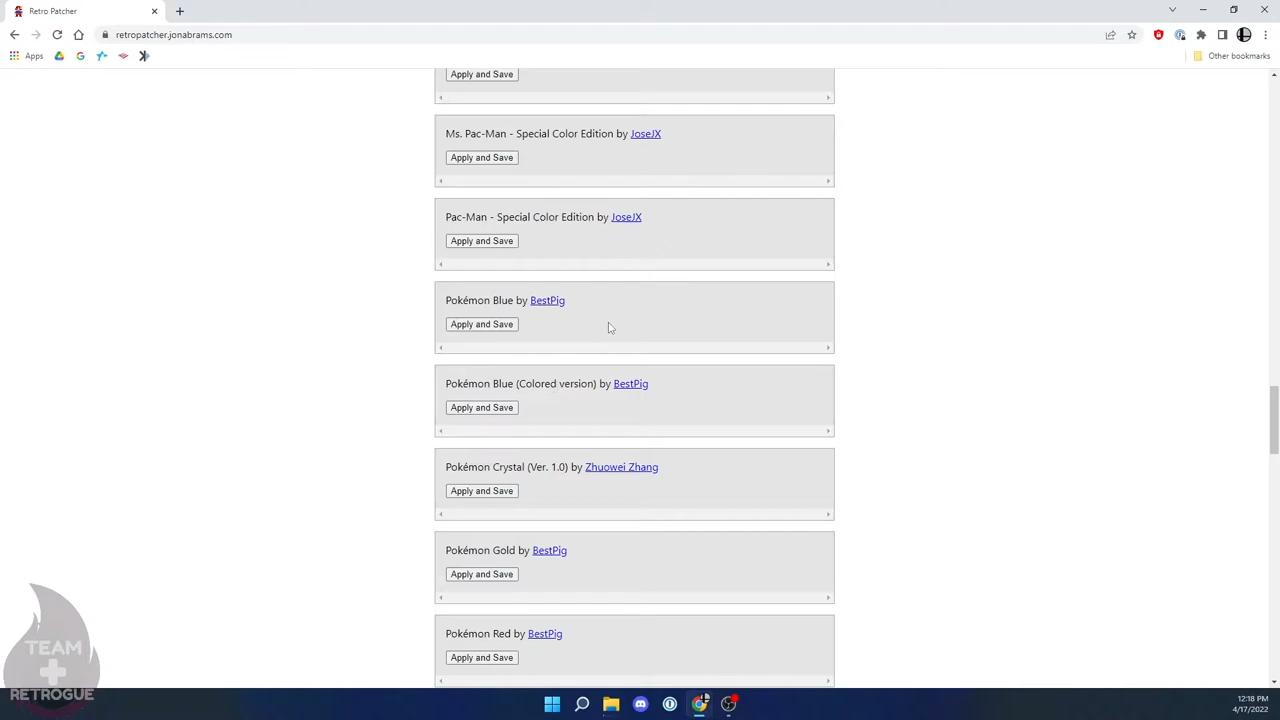 Retro Patcher
retropatcher.jonabrams.com
Apps
Other bookmarks
Apply and Save
Ms. Pac-Man - Special Color Edition by JoseJX
Apply and Save
Pac-Man - Special Color Edition by JoseJX
Apply and Save
Pokémon Blue by BestPig
Apply and Save
Pokémon Blue (Colored version) by BestPig
Apply and Save
Pokémon Crystal (Ver. 1.0) by Zhuowei Zhang
Apply and Save
Pokémon Gold by BestPig
Apply and Save
Pokémon Red by BestPig
Apply and Save
TEAM
RETROGUE
12:18 PM
4/17/2022